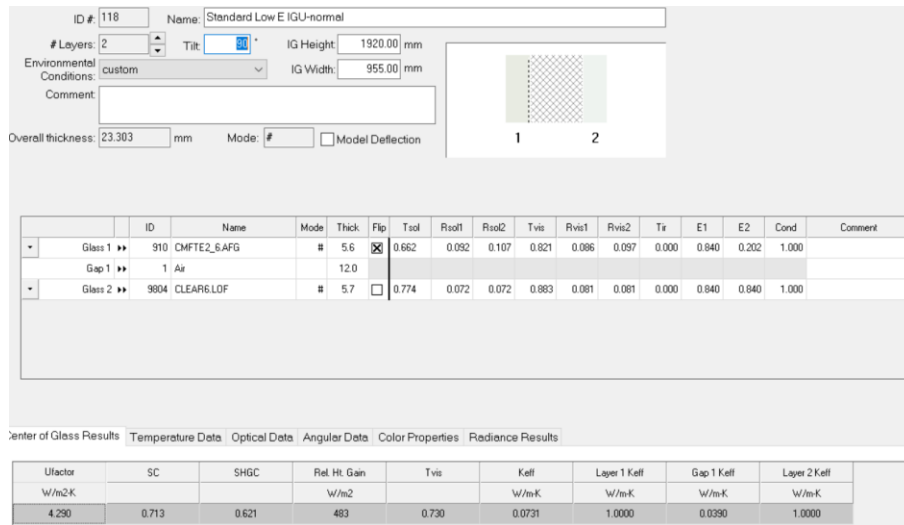 ID #: 118 Name: Standard Low E IGU-normal
# Layers: 2 Tilt: 90 ° IG Height: 1920.00 mm
Environmental Conditions: custom IG Width: 955.00 mm
Comment:
Overall thickness: 23.303 mm Mode: # Model Deflection
1 2
ID Name Mode Thick Flip Tsol Rsol1 Rsol2 Tvis Rvis1 Rvis2 Tir E1 E2 Cond Comment
Glass 1 ▸▸ 910 CMFTE2_6.AFG # 5.6 0.662 0.092 0.107 0.821 0.086 0.097 0.000 0.840 0.202 1.000
Gap 1 ▸▸ 1 Air 12.0
Glass 2 ▸▸ 9804 CLEAR6.LOF # 5.7 0.774 0.072 0.072 0.883 0.081 0.081 0.000 0.840 0.840 1.000
Center of Glass Results Temperature Data Optical Data Angular Data Color Properties Radiance Results
Ufactor SC SHGC Rel. Ht. Gain Tvis Keff Layer 1 Keff Gap 1 Keff Layer 2 Keff
W/m2-K W/m2 W/m-K W/m-K W/m-K W/m-K
4.290 0.713 0.621 483 0.730 0.0731 1.0000 0.0390 1.0000